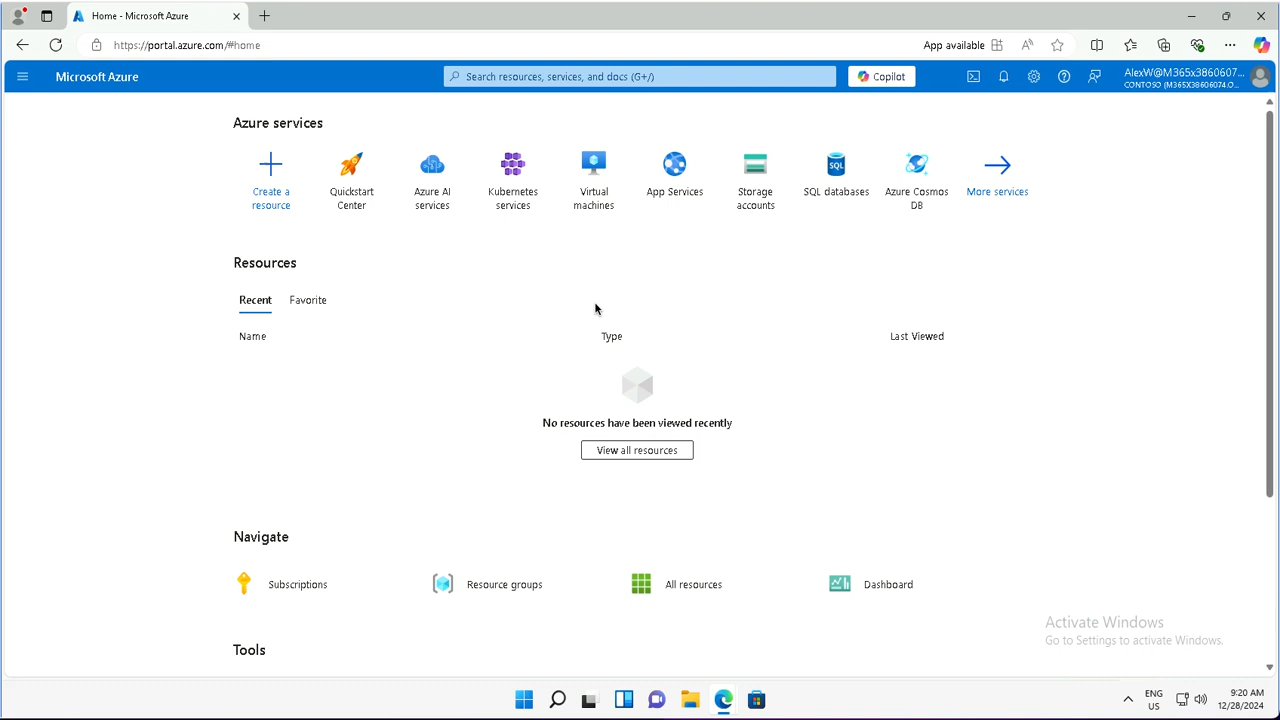 Home - Microsoft Azure
https://portal.azure.com/#home
App available
Microsoft Azure
Search resources, services, and docs (G+/)
Copilot
AlexW@M365x3860607...
CONTOSO (M365X38606074.O...
Azure services
Create a resource
Quickstart Center
Azure AI services
Kubernetes services
Virtual machines
App Services
Storage accounts
SQL databases
Azure Cosmos DB
More services
Resources
Recent
Favorite
Name
Type
Last Viewed
No resources have been viewed recently
View all resources
Navigate
Subscriptions
Resource groups
All resources
Dashboard
Activate Windows
Go to Settings to activate Windows.
Tools
ENG
US
9:20 AM
12/28/2024